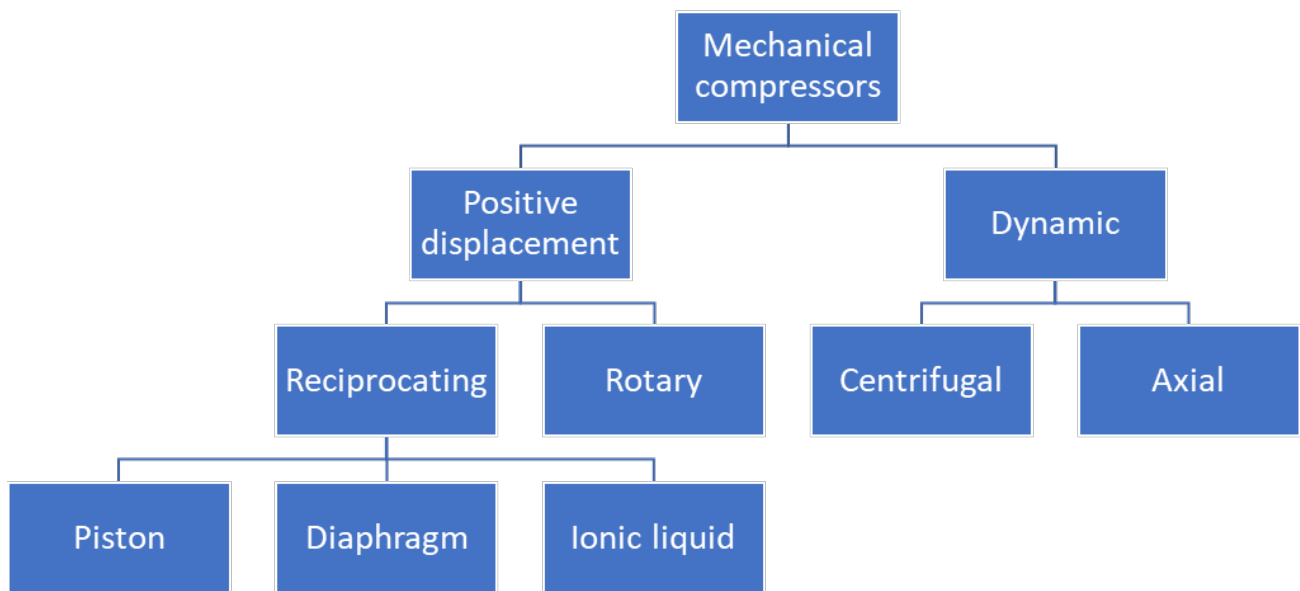 Mechanical
compressors
Positive
displacement
Dynamic
Reciprocating
Rotary
Centrifugal
Axial
Piston
Diaphragm
Ionic liquid